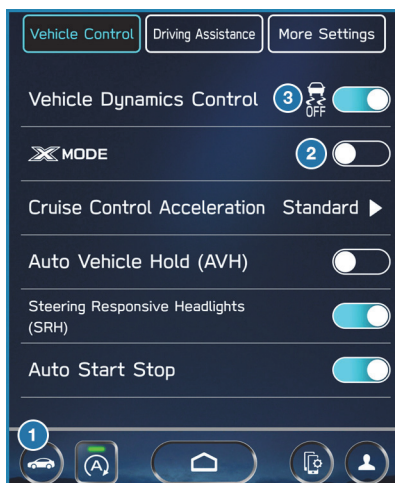 Vehicle Control
Driving Assistance
More Settings
Vehicle Dynamics Control 3 OFF
X MODE 2
Cruise Control Acceleration Standard
Auto Vehicle Hold (AVH)
Steering Responsive Headlights
(SRH)
Auto Start Stop
1
A